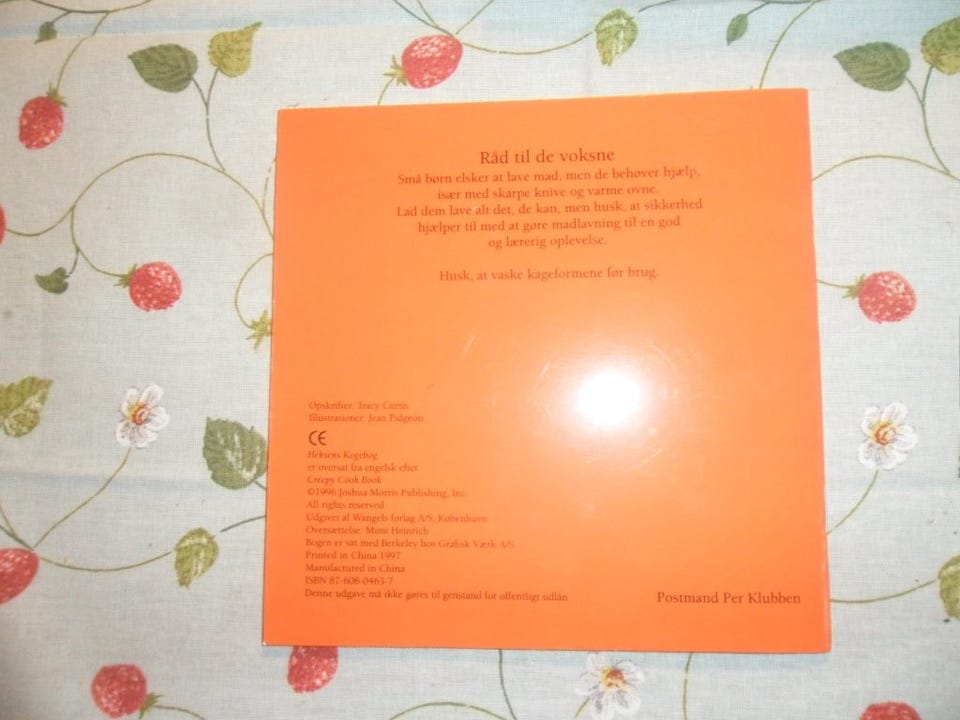 Råd til de voksne
Små børn elsker at lave mad, men de behøver hjælp,
især med skarpe knive og varme ovne.
Lad dem lave alt det, de kan, men husk, at sikkerhed
hjælper til med at gøre madlavning til en god
og lærerig oplevelse.
Husk, at vaske kageformene før brug.
Opskrifter: Tracy Curtis
Illustrationer: Jean Pidgeon
CE
Heksens Kogebog
er oversat fra engelsk efter
Creepy Cook Book
©1996 Joshua Morris Publishing, Inc.
All rights reserved
Udgivet af Wangels forlag A/S, København
Oversættelse: Mimi Heinrich
Bogen er sat med Berkeley hos Grafisk Værk A/S
Printed in China 1997
Manufactured in China
ISBN 87-608-0463-7
Denne udgave må ikke gøres til genstand for offentligt udlån
Postmand Per Klubben